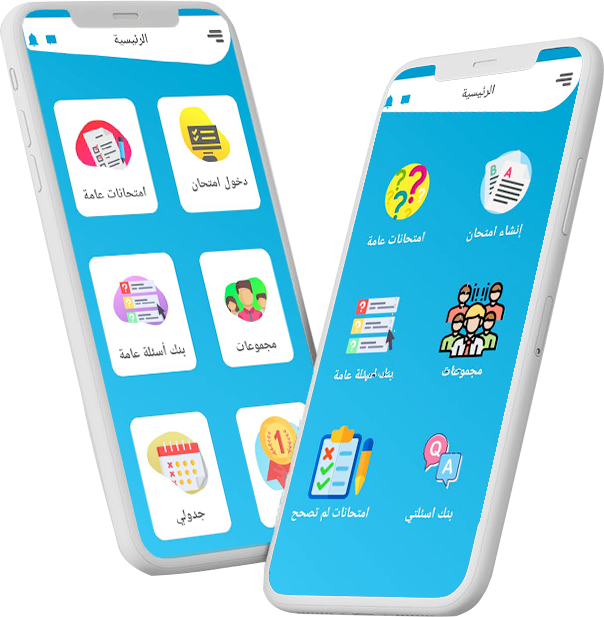 الرئيسية
دخول امتحان
امتحانات عامة
مجموعات
بنك أسئلة عامة
جدولي
1
الرئيسية
B A
إنشاء امتحان
امتحانات عامة
مجموعات
بنك اسئلة عامة
Q
A
بنك اسئلتي
امتحانات لم تصحح